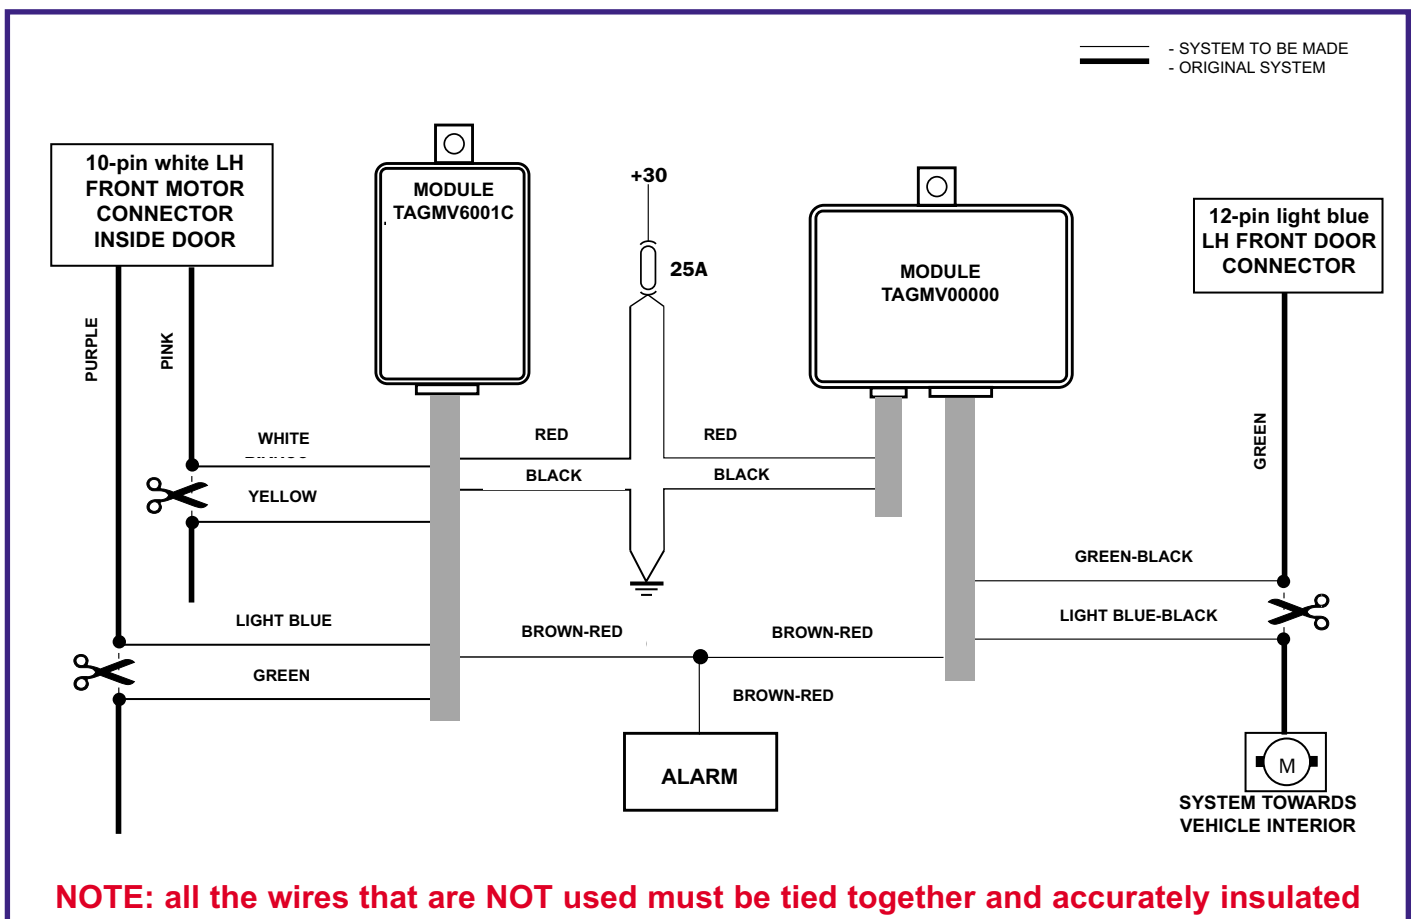 - SYSTEM TO BE MADE
- ORIGINAL SYSTEM
10-pin white LH
FRONT MOTOR
CONNECTOR
INSIDE DOOR
MODULE
TAGMV6001C
+30
25A
MODULE
TAGMV00000
12-pin light blue
LH FRONT DOOR
CONNECTOR
PURPLE
PINK
GREEN
WHITE
RED
RED
YELLOW
BLACK
BLACK
GREEN-BLACK
LIGHT BLUE
BROWN-RED
BROWN-RED
LIGHT BLUE-BLACK
GREEN
BROWN-RED
ALARM
M
SYSTEM TOWARDS
VEHICLE INTERIOR
NOTE: all the wires that are NOT used must be tied together and accurately insulated